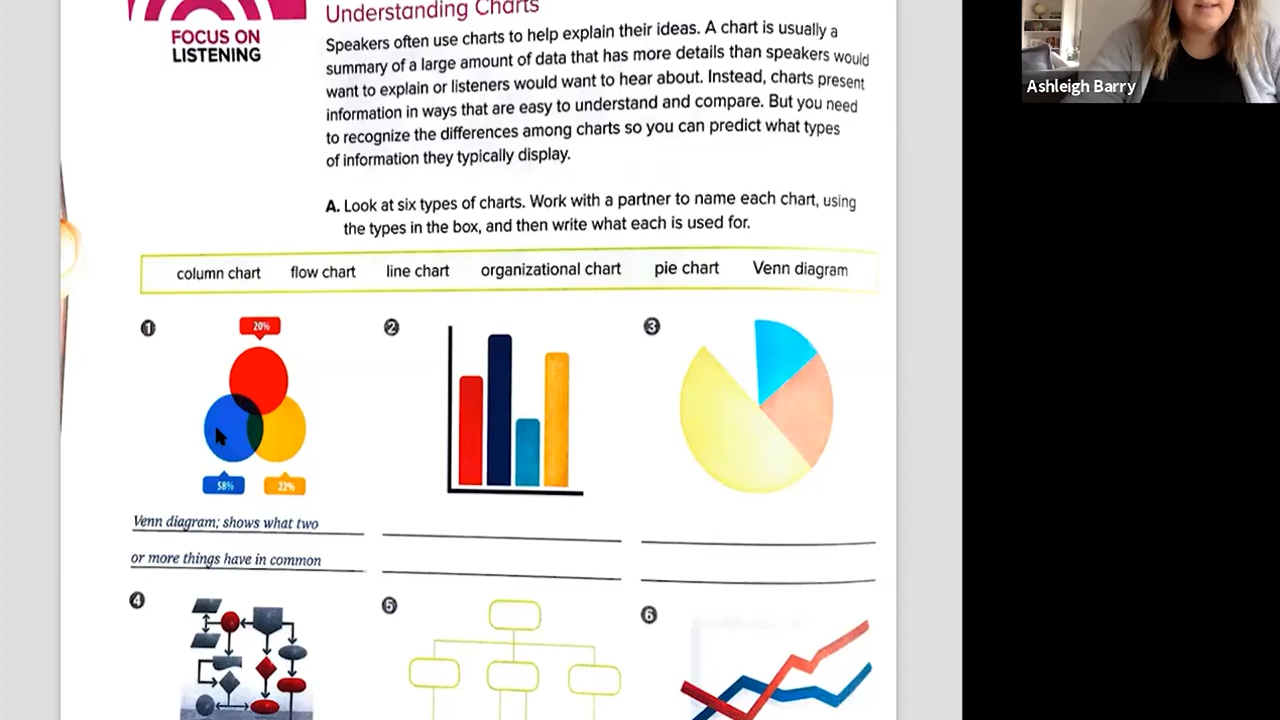 Understanding Charts
FOCUS ON
LISTENING
Speakers often use charts to help explain their ideas. A chart is usually a
summary of a large amount of data that has more details than speakers would
want to explain or listeners would want to hear about. Instead, charts present
information in ways that are easy to understand and compare. But you need
to recognize the differences among charts so you can predict what types
of information they typically display.
A. Look at six types of charts. Work with a partner to name each chart, using
the types in the box, and then write what each is used for.
column chart flow chart line chart organizational chart pie chart Venn diagram
1 2 3
20%
58% 22%
Venn diagram; shows what two
or more things have in common
4 5 6
Ashleigh Barry